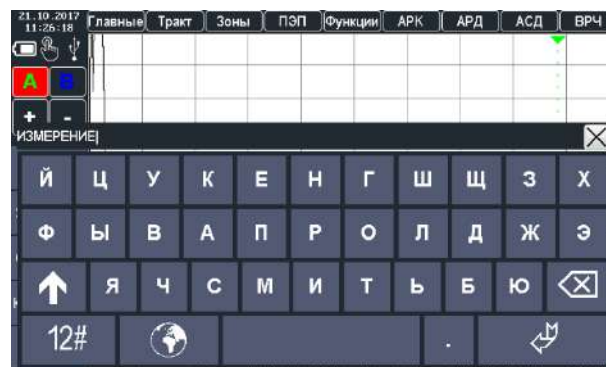 21.10.2017
11:26:18
Главные Тракт Зоны ПЭП Функции АРК АРД АСД ВРЧ
A B
+ -
ИЗМЕРЕНИЕ
Й Ц У К Е Н Г Ш Щ З Х
Ф Ы В А П Р О Л Д Ж Э
Я Ч С М И Т Ь Б Ю
12# .